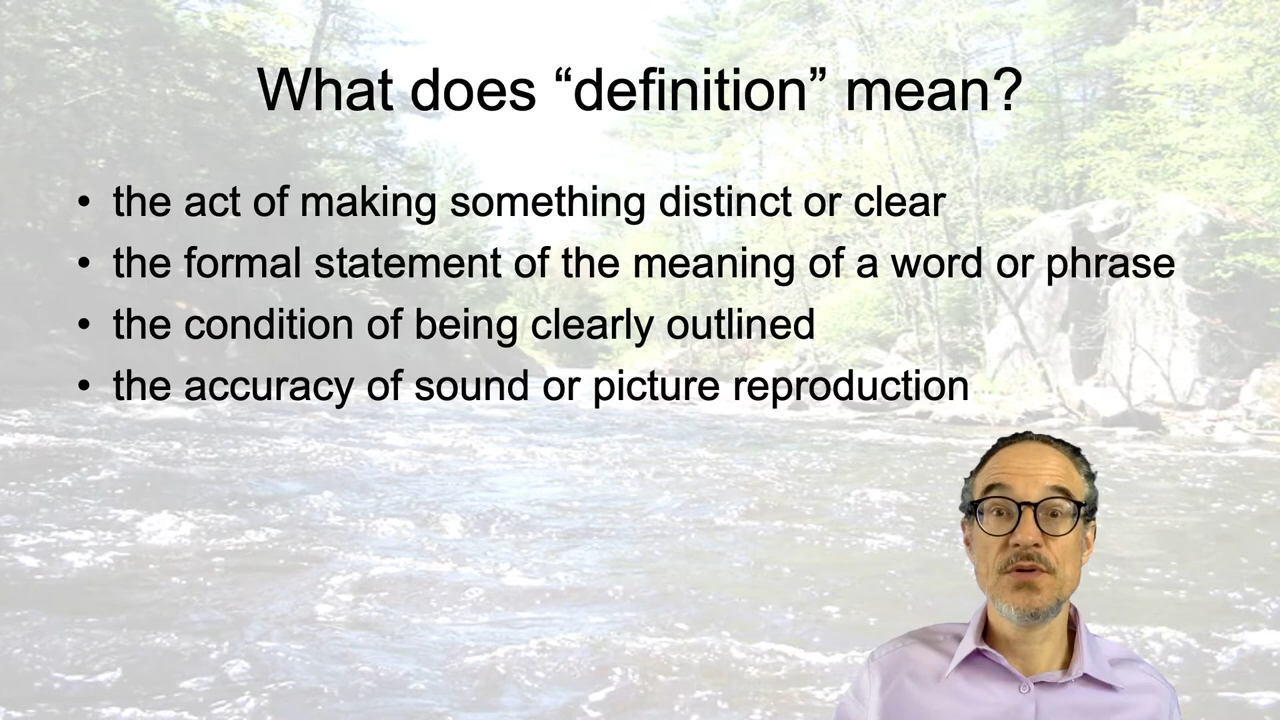 What does “definition” mean?
• the act of making something distinct or clear
• the formal statement of the meaning of a word or phrase
• the condition of being clearly outlined
• the accuracy of sound or picture reproduction